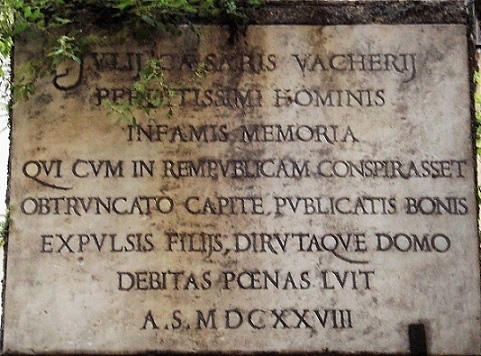 IVLIJ CAESARIS VACHERIJ
PERDITISSIMI HOMINIS
INFAMIS MEMORIA
QVI CVM IN REMPVBLICAM CONSPIRASSET
OBTRVNCATO CAPITE, PVBLICATIS BONIS
EXPVLSIS FILIJS, DIRVTAQVE DOMO
DEBITAS PŒNAS LVIT
A.S. MDCXXVIII